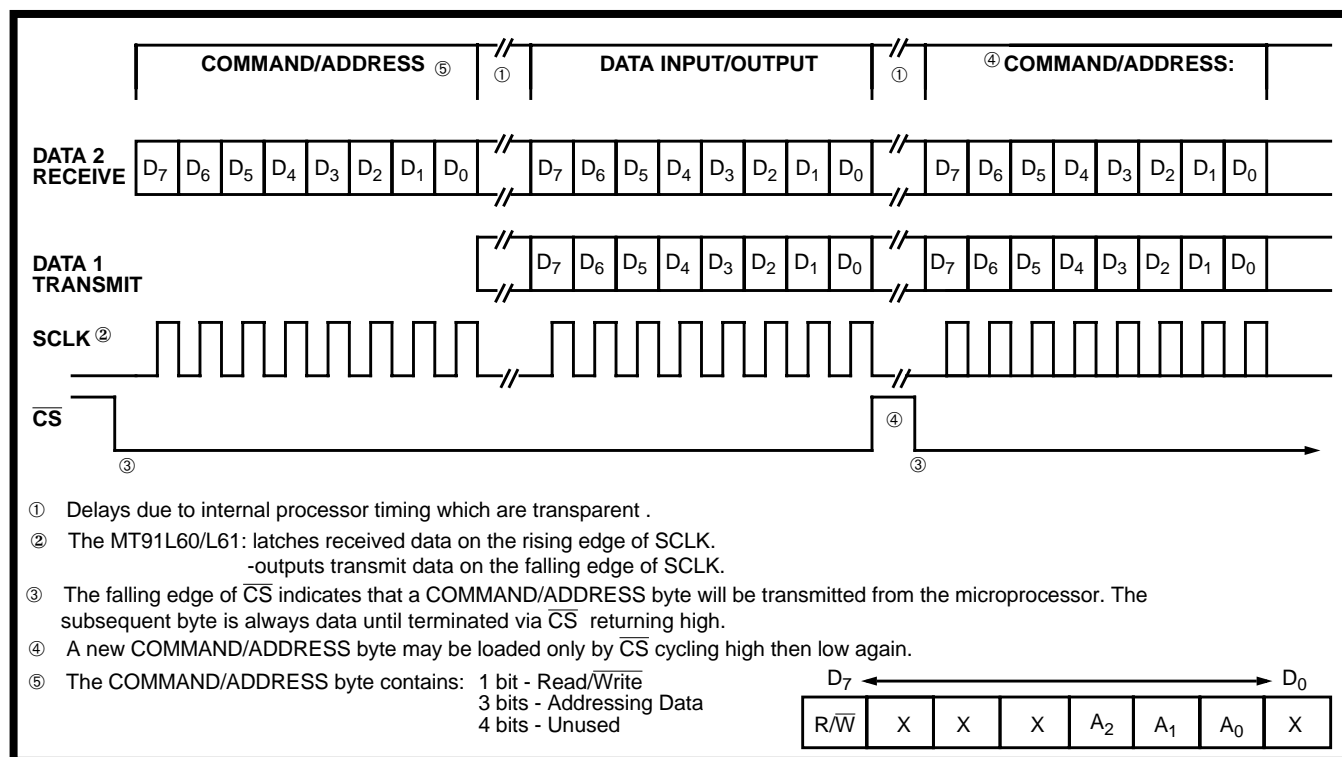 COMMAND/ADDRESS ⑤ ① DATA INPUT/OUTPUT ① ④ COMMAND/ADDRESS:
DATA 2
RECEIVE
D7 D6 D5 D4 D3 D2 D1 D0 D7 D6 D5 D4 D3 D2 D1 D0 D7 D6 D5 D4 D3 D2 D1 D0
DATA 1
TRANSMIT
D7 D6 D5 D4 D3 D2 D1 D0 D7 D6 D5 D4 D3 D2 D1 D0
SCLK ②
C̅S̅
④
③ ③
① Delays due to internal processor timing which are transparent .
② The MT91L60/L61: latches received data on the rising edge of SCLK.
-outputs transmit data on the falling edge of SCLK.
③ The falling edge of C̅S̅ indicates that a COMMAND/ADDRESS byte will be transmitted from the microprocessor. The
subsequent byte is always data until terminated via C̅S̅ returning high.
④ A new COMMAND/ADDRESS byte may be loaded only by C̅S̅ cycling high then low again.
⑤ The COMMAND/ADDRESS byte contains: 1 bit - Read/W̅r̅i̅t̅e̅
3 bits - Addressing Data
4 bits - Unused
D7 D0
R/W̅ X X X A2 A1 A0 X